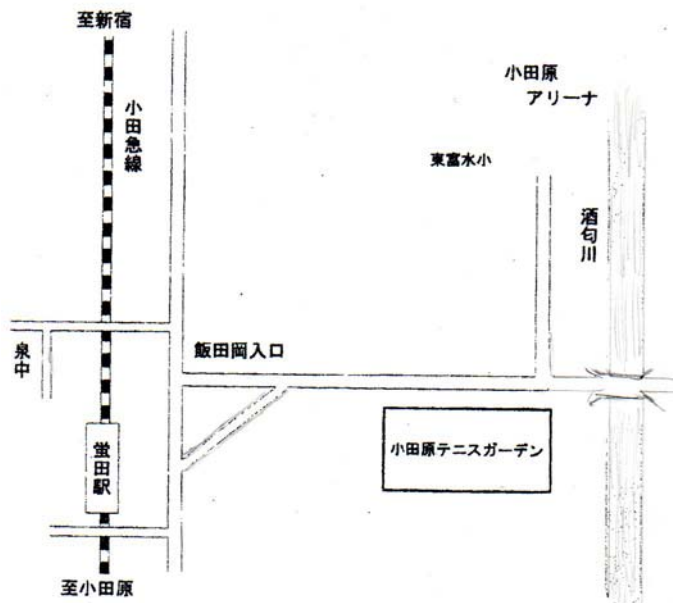 至新宿
小田急線
小田原
アリーナ
東富水小
酒匂川
泉中
飯田岡入口
蛍田駅
小田原テニスガーデン
至小田原